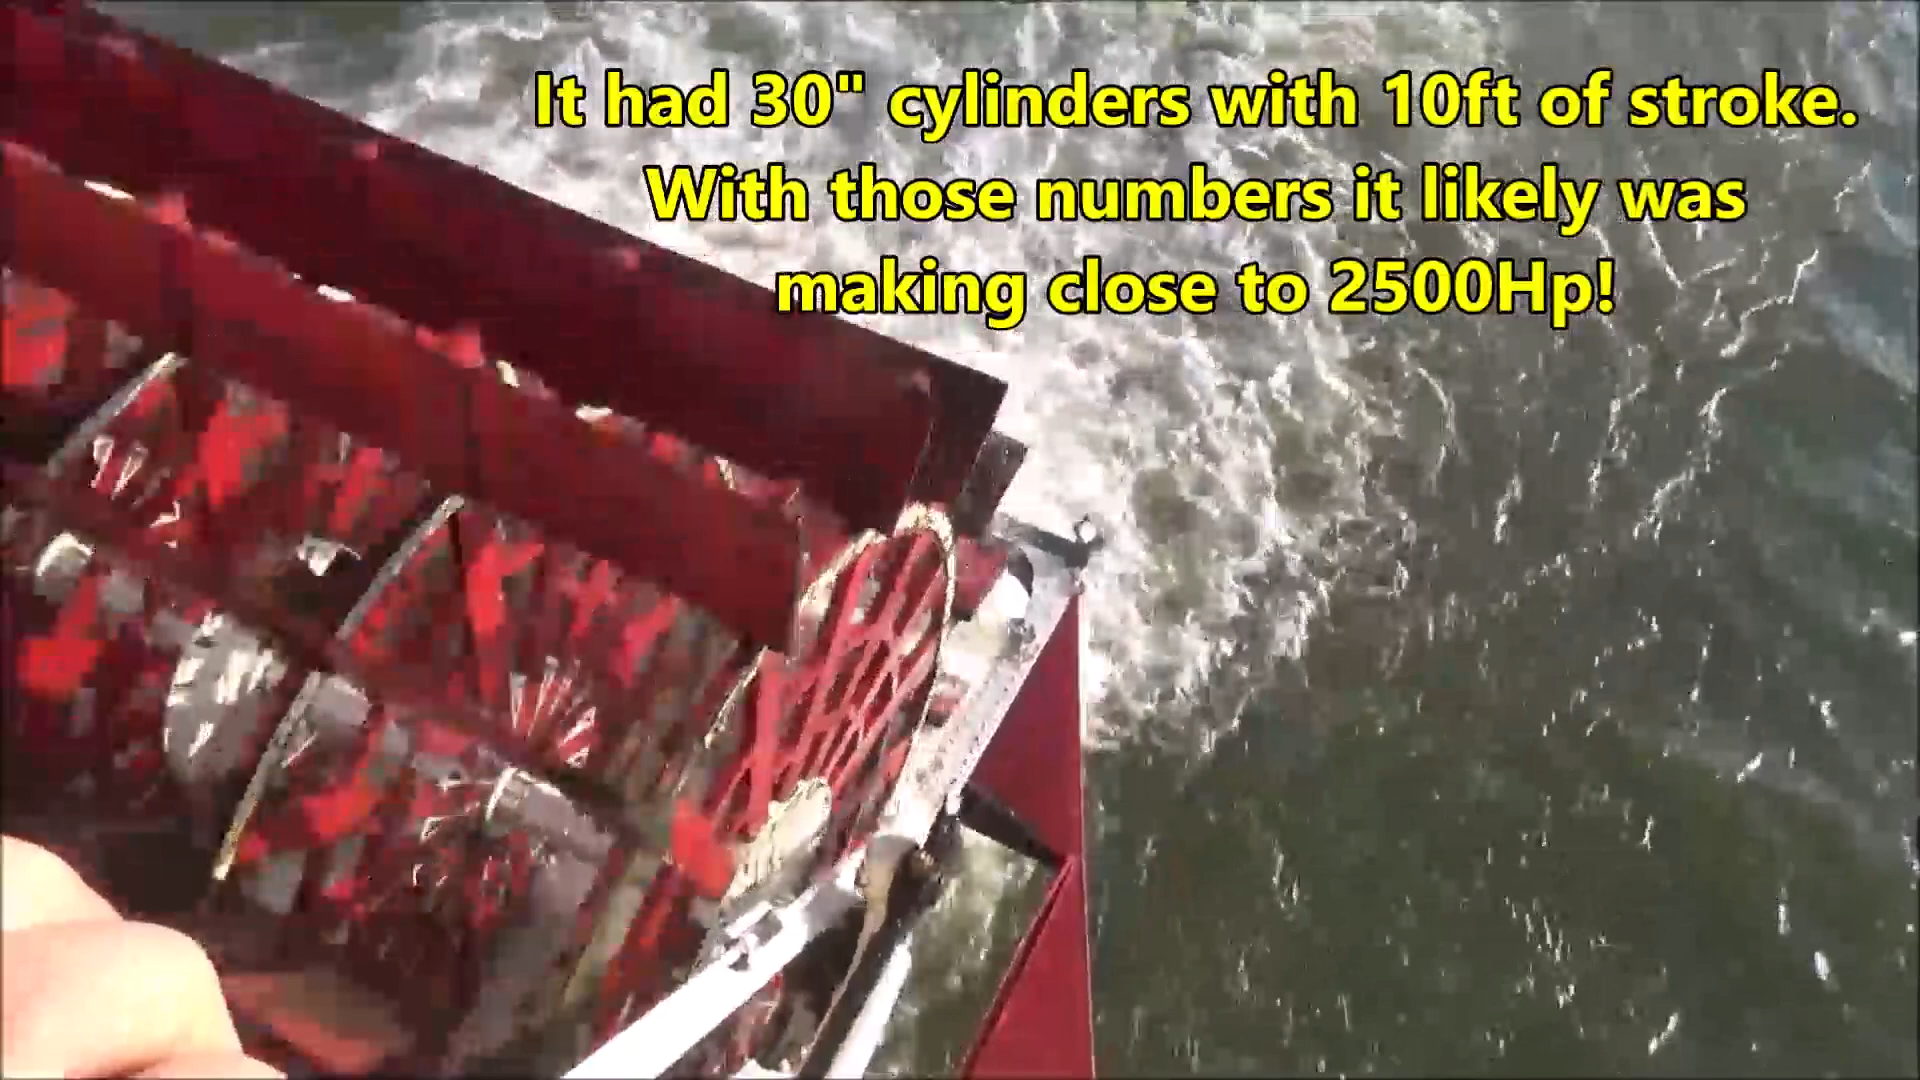 It had 30" cylinders with 10ft of stroke.
With those numbers it likely was
making close to 2500Hp!